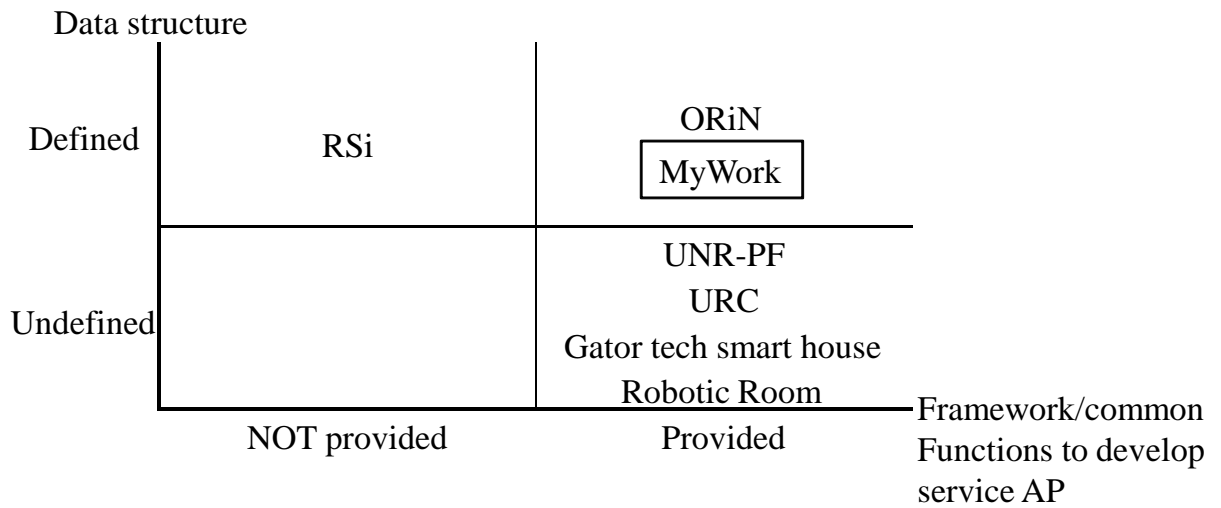 Data structure
Defined
RSi
ORiN
MyWork
Undefined
UNR-PF
URC
Gator tech smart house
Robotic Room
NOT provided
Provided
Framework/common
Functions to develop
service AP